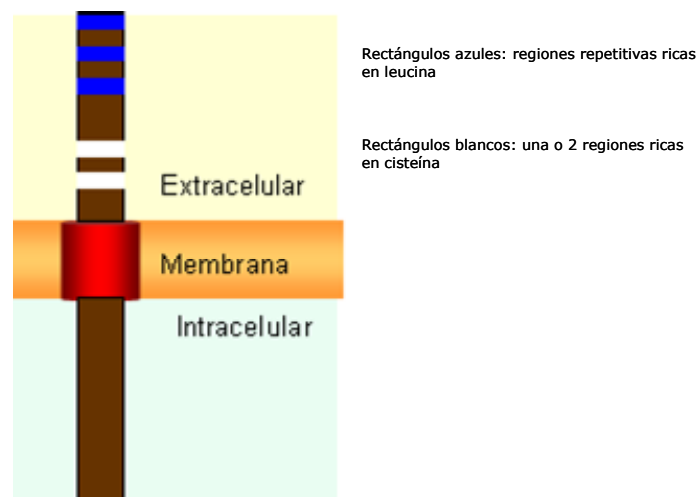 Rectángulos azules: regiones repetitivas ricas
en leucina
Rectángulos blancos: una o 2 regiones ricas
en cisteína
Extracelular
Membrana
Intracelular